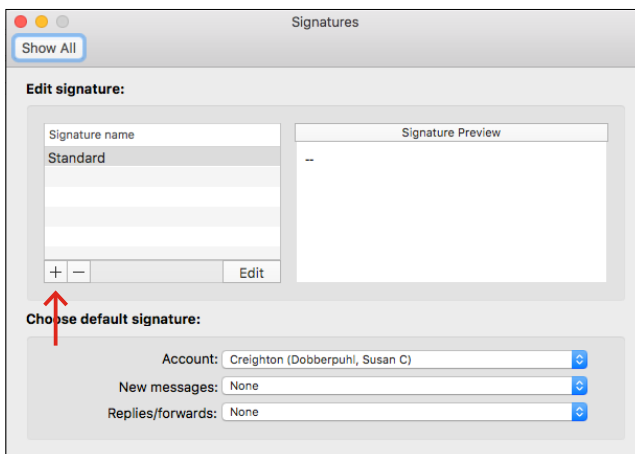 Signatures
Show All
Edit signature:
Signature name
Signature Preview
Standard
--
+ − Edit
Choose default signature:
Account: Creighton (Dobberpuhl, Susan C)
New messages: None
Replies/forwards: None